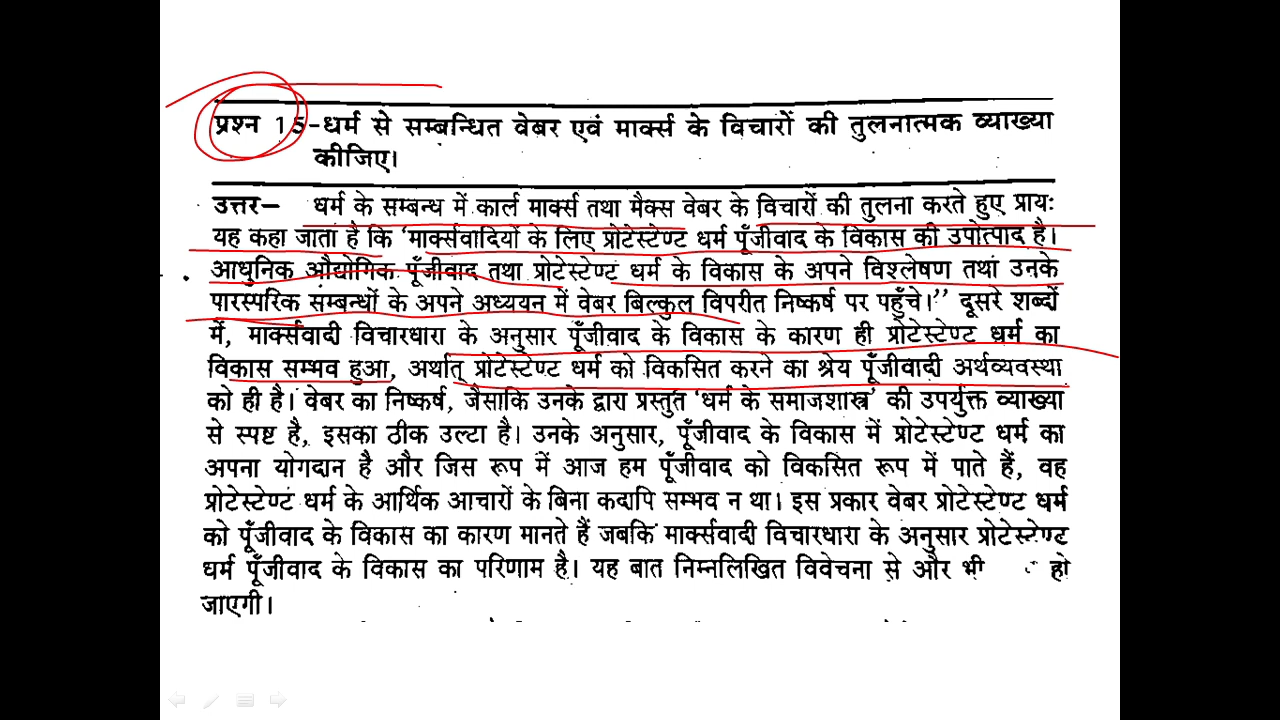 प्रश्न 15-धर्म से सम्बन्धित वेबर एवं मार्क्स के विचारों की तुलनात्मक व्याख्या
कीजिए।
उत्तर– धर्म के सम्बन्ध में कार्ल मार्क्स तथा मैक्स वेबर के विचारों की तुलना करते हुए प्रायः
यह कहा जाता है कि 'मार्क्सवादियों के लिए प्रोटेस्टेण्ट धर्म पूँजीवाद के विकास की उपोत्पाद है।
आधुनिक औद्योगिक पूँजीवाद तथा प्रोटेस्टेण्ट धर्म के विकास के अपने विश्लेषण तथा उनके
पारस्परिक सम्बन्धों के अपने अध्ययन में वेबर बिल्कुल विपरीत निष्कर्ष पर पहुँचे।'' दूसरे शब्दों
में, मार्क्सवादी विचारधारा के अनुसार पूँजीवाद के विकास के कारण ही प्रोटेस्टेण्ट धर्म का
विकास सम्भव हुआ, अर्थात् प्रोटेस्टेण्ट धर्म को विकसित करने का श्रेय पूँजीवादी अर्थव्यवस्था
को ही है। वेबर का निष्कर्ष, जैसाकि उनके द्वारा प्रस्तुत 'धर्म के समाजशास्त्र' की उपर्युक्त व्याख्या
से स्पष्ट है, इसका ठीक उल्टा है। उनके अनुसार, पूँजीवाद के विकास में प्रोटेस्टेण्ट धर्म का
अपना योगदान है और जिस रूप में आज हम पूँजीवाद को विकसित रूप में पाते हैं, वह
प्रोटेस्टेण्ट धर्म के आर्थिक आचारों के बिना कदापि सम्भव न था। इस प्रकार वेबर प्रोटेस्टेण्ट धर्म
को पूँजीवाद के विकास का कारण मानते हैं जबकि मार्क्सवादी विचारधारा के अनुसार प्रोटेस्टेण्ट
धर्म पूँजीवाद के विकास का परिणाम है। यह बात निम्नलिखित विवेचना से और भी हो
जाएगी।